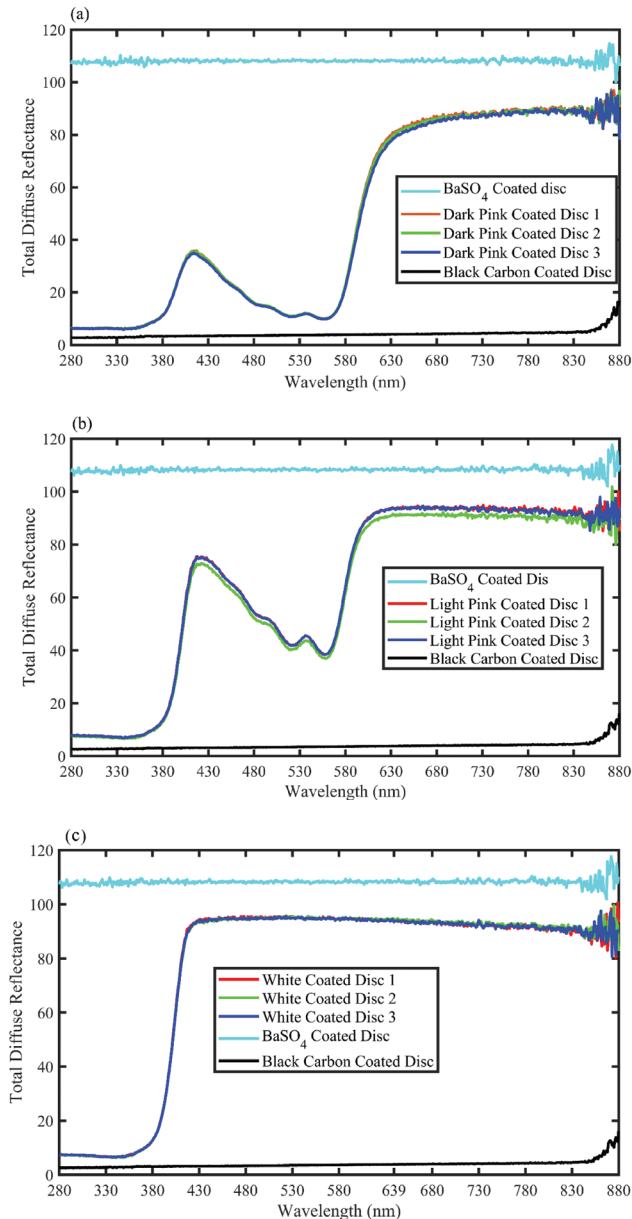 (a)
120
100
80
60
40
20
0
Total Diffuse Reflectance
BaSO4 Coated disc
Dark Pink Coated Disc 1
Dark Pink Coated Disc 2
Dark Pink Coated Disc 3
Black Carbon Coated Disc
280 330 380 430 480 530 580 630 680 730 780 830 880
Wavelength (nm)
(b)
120
100
80
60
40
20
0
Total Diffuse Reflectance
BaSO4 Coated Dis
Light Pink Coated Disc 1
Light Pink Coated Disc 2
Light Pink Coated Disc 3
Black Carbon Coated Disc
280 330 380 430 480 530 580 630 680 730 780 830 880
Wavelength (nm)
(c)
120
100
80
60
40
20
0
Total Diffuse Reflectance
White Coated Disc 1
White Coated Disc 2
White Coated Disc 3
BaSO4 Coated Disc
Black Carbon Coated Disc
280 330 380 430 480 530 580 639 680 730 780 830 880
Wavelength (nm)